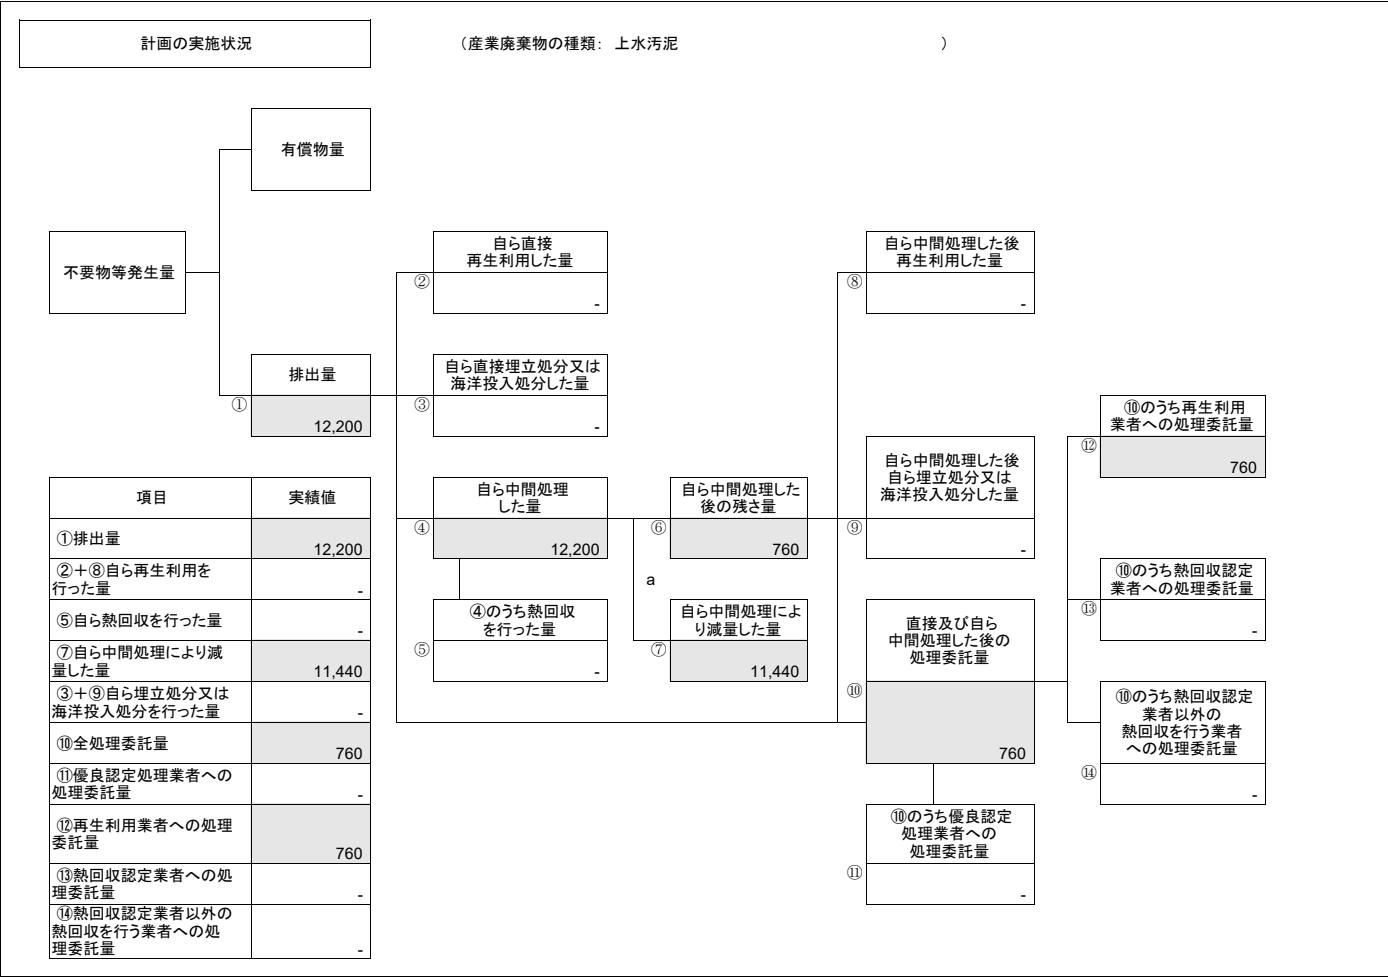 計画の実施状況
（産業廃棄物の種類： 上水汚泥 ）
有償物量
不要物等発生量
排出量
①
12,200
自ら直接
再生利用した量
②
-
自ら直接埋立処分又は
海洋投入処分した量
③
-
自ら中間処理
した量
④
12,200
④のうち熱回収
を行った量
⑤
-
自ら中間処理した
後の残さ量
⑥
760
a
自ら中間処理によ
り減量した量
⑦
11,440
自ら中間処理した後
再生利用した量
⑧
-
自ら中間処理した後
自ら埋立処分又は
海洋投入処分した量
⑨
-
直接及び自ら
中間処理した後の
処理委託量
⑩
760
⑩のうち優良認定
処理業者への
処理委託量
⑪
-
⑩のうち再生利用
業者への処理委託量
⑫
760
⑩のうち熱回収認定
業者への処理委託量
⑬
-
⑩のうち熱回収認定
業者以外の
熱回収を行う業者
への処理委託量
⑭
-
項目 実績値
①排出量
12,200
②＋⑧自ら再生利用を
行った量
-
⑤自ら熱回収を行った量
-
⑦自ら中間処理により減
量した量
11,440
③＋⑨自ら埋立処分又は
海洋投入処分を行った量
-
⑩全処理委託量
760
⑪優良認定処理業者への
処理委託量
-
⑫再生利用業者への処理
委託量
760
⑬熱回収認定業者への処
理委託量
-
⑭熱回収認定業者以外の
熱回収を行う業者への処
理委託量
-